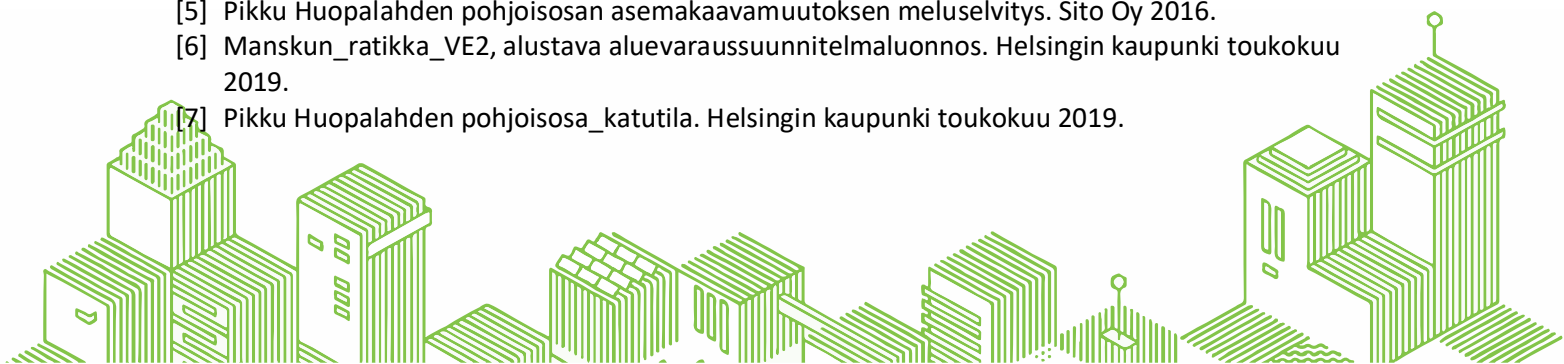 [5] Pikku Huopalahden pohjoisosan asemakaavamuutoksen meluselvitys. Sito Oy 2016.
[6] Manskun_ratikka_VE2, alustava aluevaraussuunnitelmaluonnos. Helsingin kaupunki toukokuu
2019.
[7] Pikku Huopalahden pohjoisosa_katutila. Helsingin kaupunki toukokuu 2019.